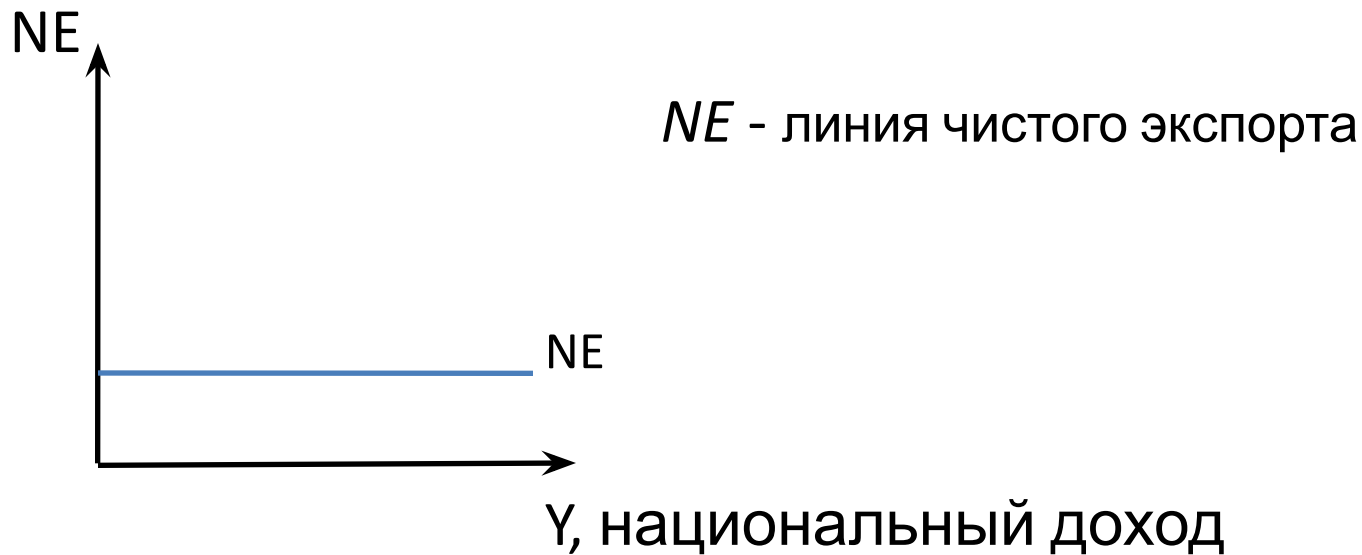 NE
NE - линия чистого экспорта
NE
Y, национальный доход